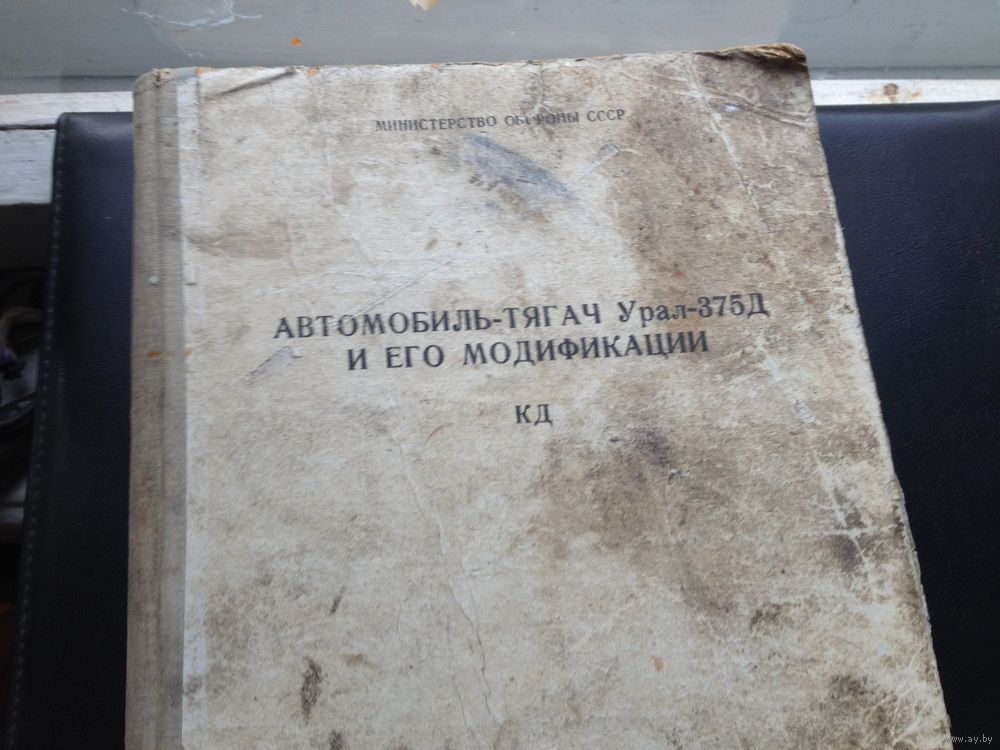 МИНИСТЕРСТВО ОБОРОНЫ СССР
АВТОМОБИЛЬ-ТЯГАЧ Урал-375Д
И ЕГО МОДИФИКАЦИИ
КД
www.ay.by